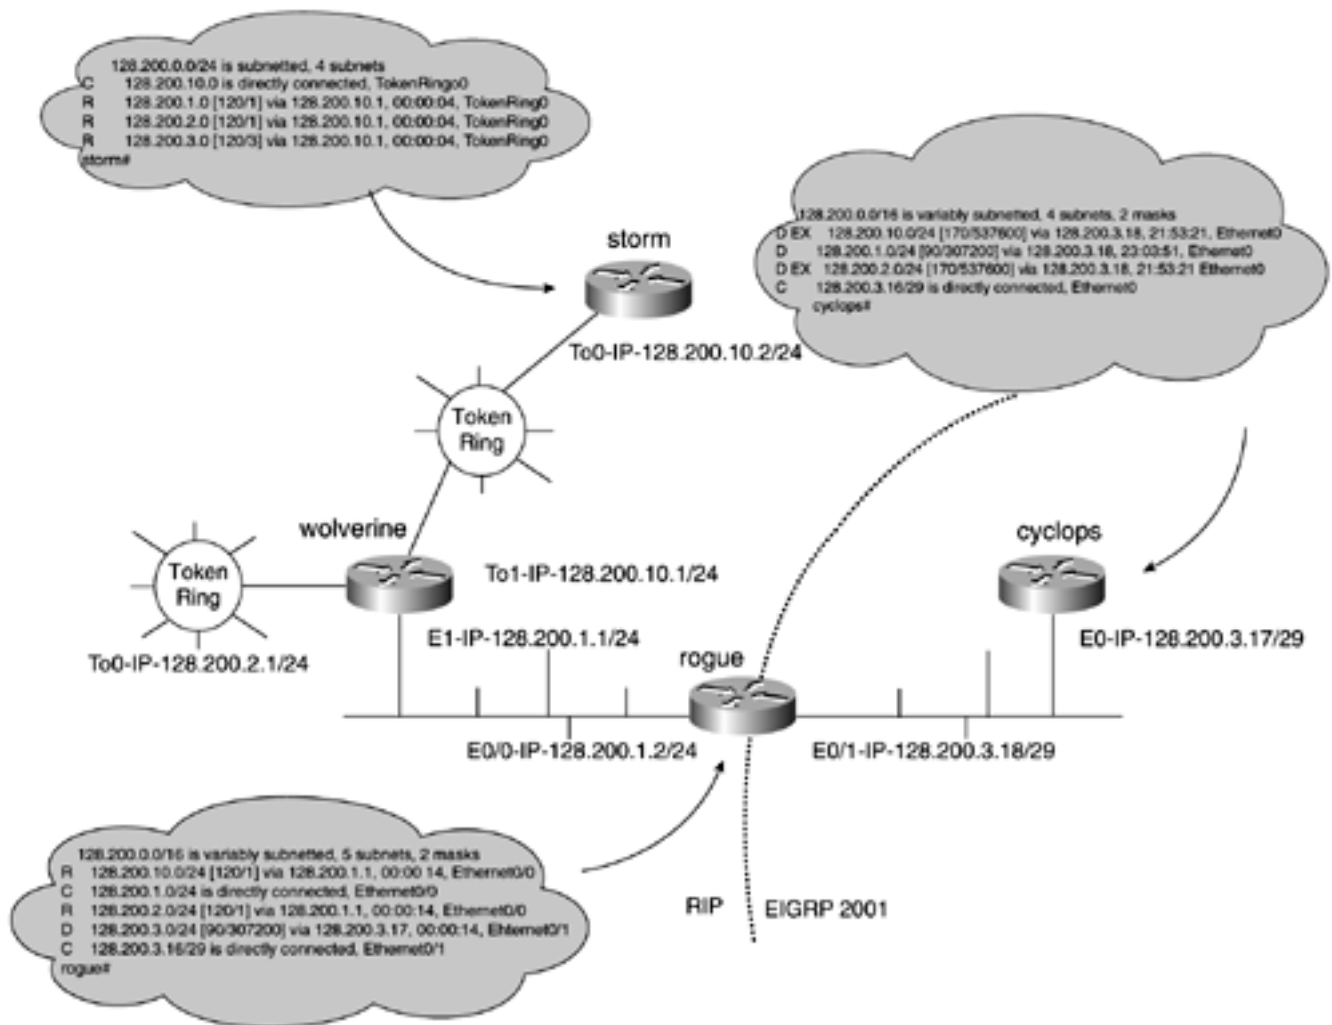 128.200.0.0/24 is subnetted, 4 subnets
C 128.200.10.0 is directly connected, TokenRingo0
R 128.200.1.0 [120/1] via 128.200.10.1, 00:00:04, TokenRing0
R 128.200.2.0 [120/1] via 128.200.10.1, 00:00:04, TokenRing0
R 128.200.3.0 [120/3] via 128.200.10.1, 00:00:04, TokenRing0
storm#
128.200.0.0/16 is variably subnetted, 4 subnets, 2 masks
D EX 128.200.10.0/24 [170/537600] via 128.200.3.18, 21:53:21, Ethernet0
D 128.200.1.0/24 [90/307200] via 128.200.3.18, 23:03:51, Ethernet0
D EX 128.200.2.0/24 [170/537600] via 128.200.3.18, 21:53:21 Ethernet0
C 128.200.3.16/29 is directly connected, Ethernet0
cyclops#
storm
To0-IP-128.200.10.2/24
Token
Ring
wolverine
cyclops
Token
Ring
To1-IP-128.200.10.1/24
E1-IP-128.200.1.1/24
E0-IP-128.200.3.17/29
To0-IP-128.200.2.1/24
rogue
E0/0-IP-128.200.1.2/24
E0/1-IP-128.200.3.18/29
128.200.0.0/16 is variably subnetted, 5 subnets, 2 masks
R 128.200.10.0/24 [120/1] via 128.200.1.1, 00:00 14, Ethernet0/0
C 128.200.1.0/24 is directly connected, Ethernet0/0
R 128.200.2.0/24 [120/1] via 128.200.1.1, 00:00:14, Ethernet0/0
D 128.200.3.0/24 [90/307200] via 128.200.3.17, 00:00:14, Ehternet0/1
C 128.200.3.16/29 is directly connected, Ethernet0/1
rogue#
RIP
EIGRP 2001